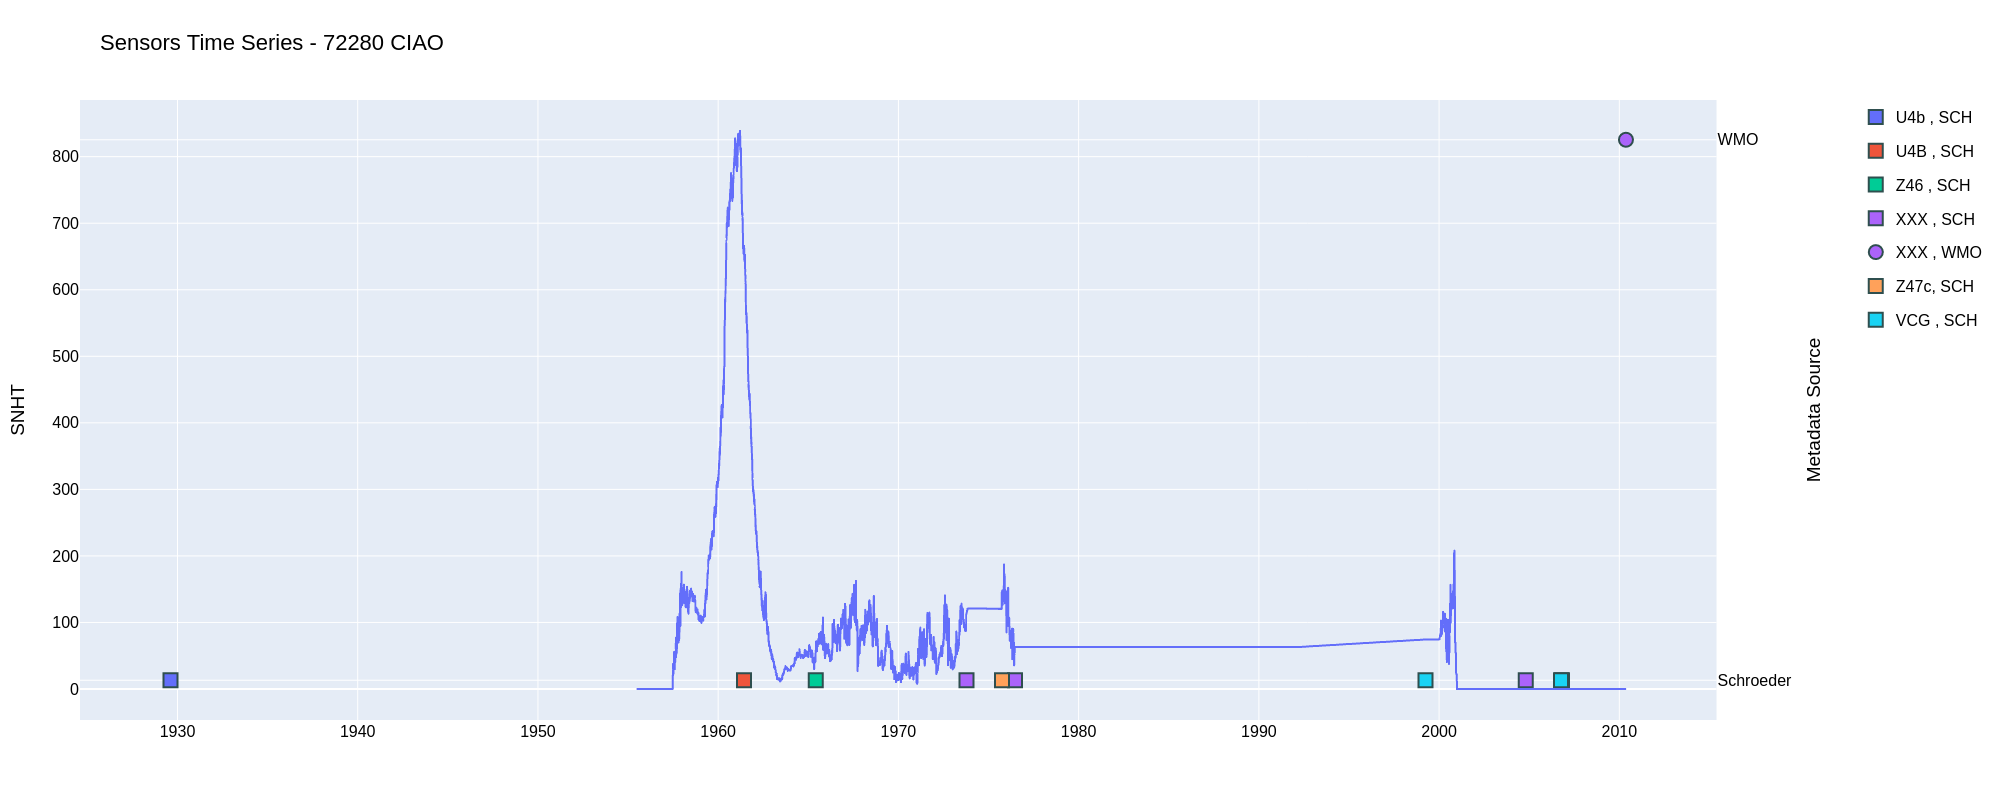 Sensors Time Series - 72280 CIAO
SNHT
800
700
600
500
400
300
200
100
0
1930
1940
1950
1960
1970
1980
1990
2000
2010
WMO
Schroeder
Metadata Source
U4b , SCH
U4B , SCH
Z46 , SCH
XXX , SCH
XXX , WMO
Z47c, SCH
VCG , SCH